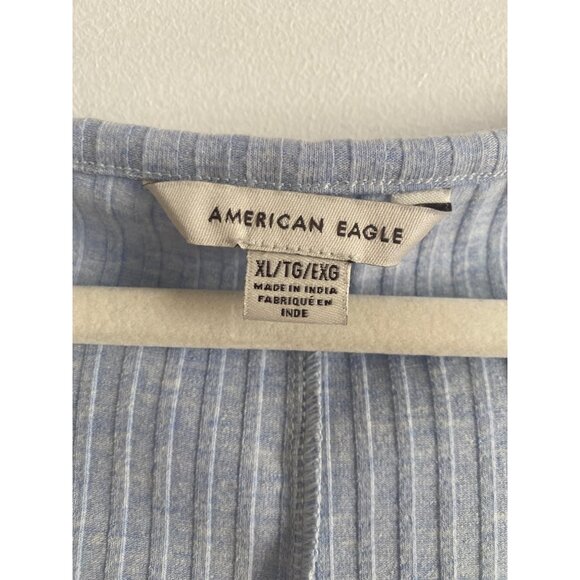 AMERICAN EAGLE
XL/TG/EXG
MADE IN INDIA
FABRIQUÉ EN
INDE